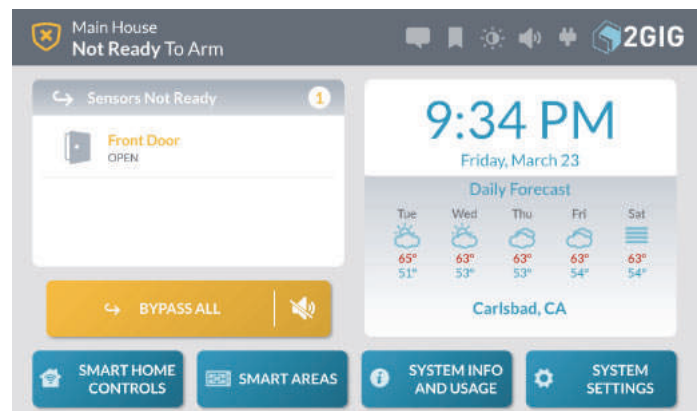 Main House
Not Ready To Arm
2GIG
Sensors Not Ready 1
Front Door
OPEN
BYPASS ALL
9:34 PM
Friday, March 23
Daily Forecast
Tue Wed Thu Fri Sat
65° 63° 63° 63° 63°
51° 53° 53° 54° 54°
Carlsbad, CA
SMART HOME
CONTROLS
SMART AREAS
SYSTEM INFO
AND USAGE
SYSTEM
SETTINGS